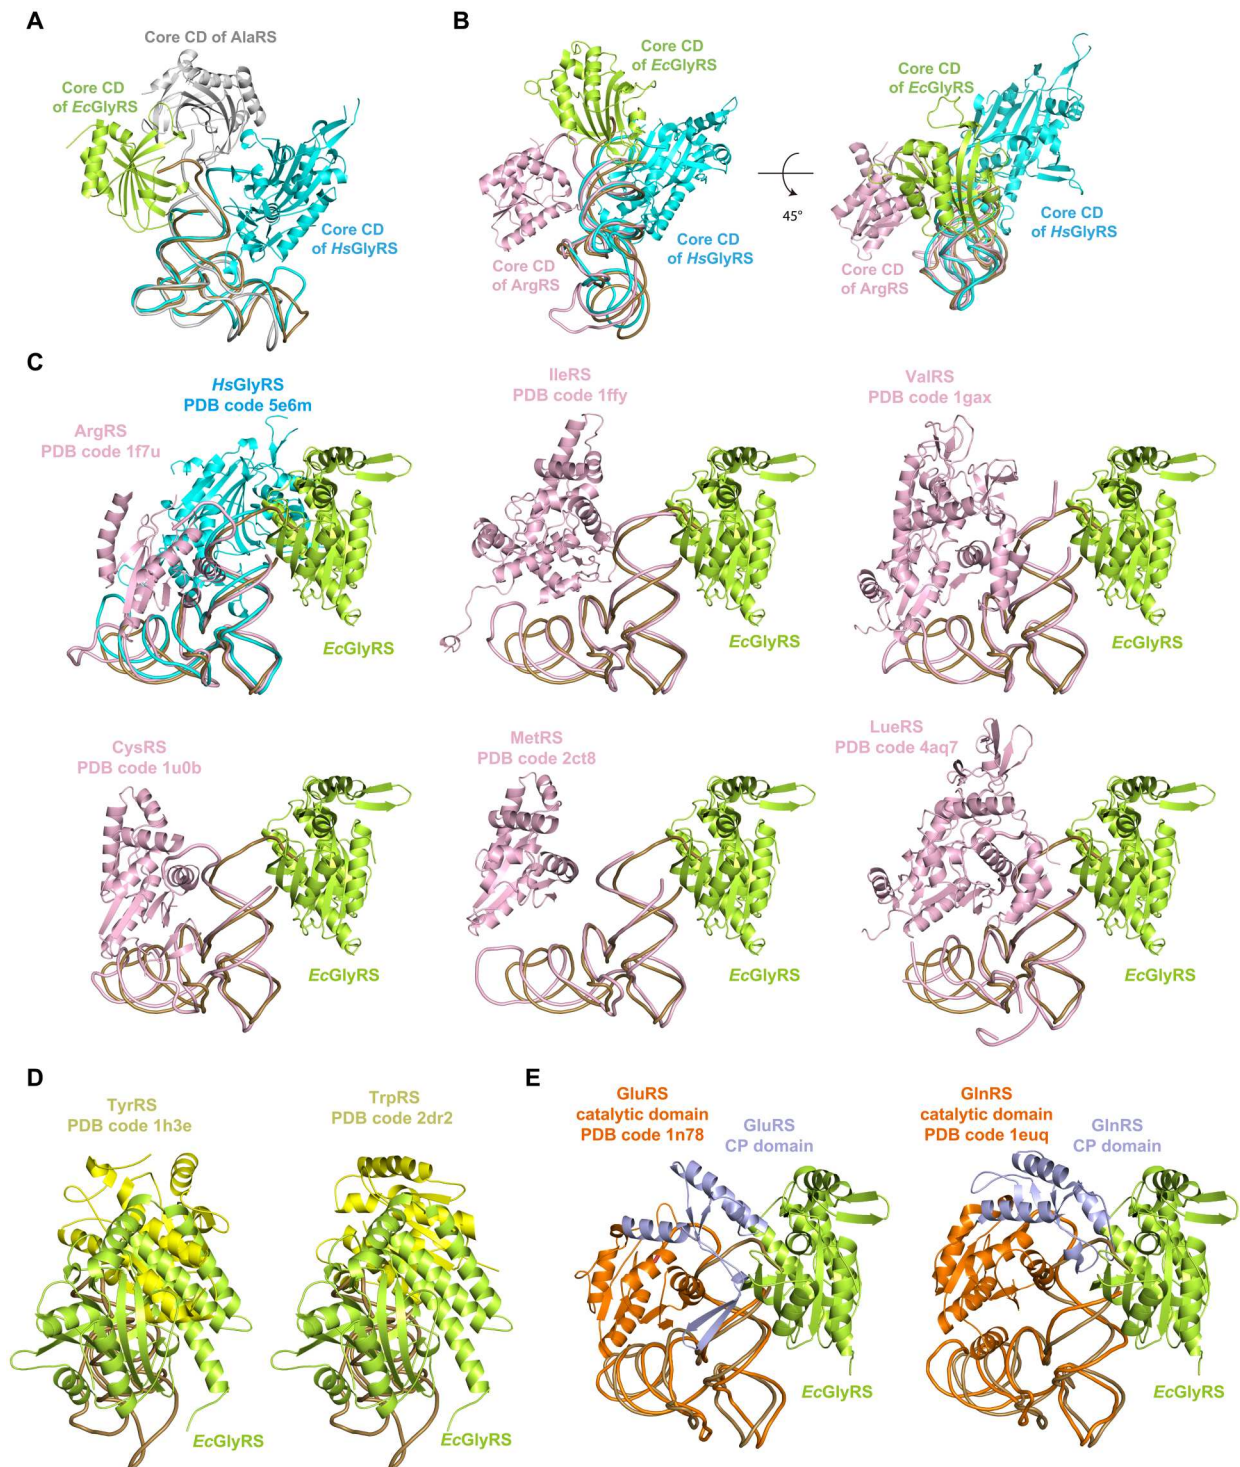 A
Core CD of AlaRS
Core CD
of EcGlyRS
Core CD
of HsGlyRS
B
Core CD
of EcGlyRS
Core CD
of ArgRS
Core CD
of HsGlyRS
45°
Core CD
of EcGlyRS
Core CD
of ArgRS
Core CD
of HsGlyRS
C
HsGlyRS
PDB code 5e6m
ArgRS
PDB code 1f7u
EcGlyRS
IleRS
PDB code 1ffy
EcGlyRS
ValRS
PDB code 1gax
EcGlyRS
CysRS
PDB code 1u0b
EcGlyRS
MetRS
PDB code 2ct8
EcGlyRS
LueRS
PDB code 4aq7
EcGlyRS
D
TyrRS
PDB code 1h3e
EcGlyRS
TrpRS
PDB code 2dr2
EcGlyRS
E
GluRS
catalytic domain
PDB code 1n78
GluRS
CP domain
EcGlyRS
GlnRS
catalytic domain
PDB code 1euq
GlnRS
CP domain
EcGlyRS